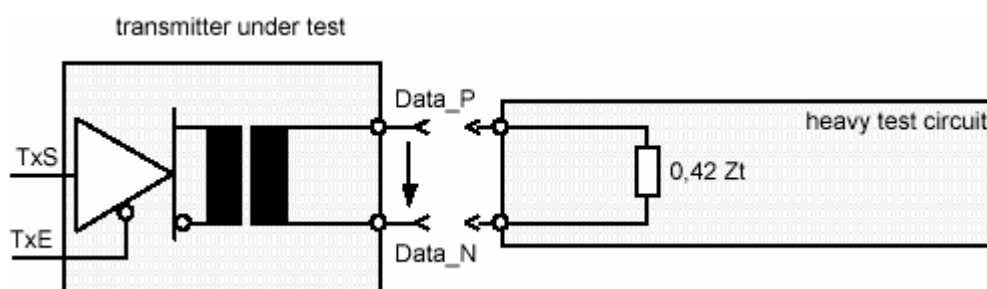 transmitter under test
Data_P
heavy test circuit
TxS
0,42 Zt
TxE
Data_N